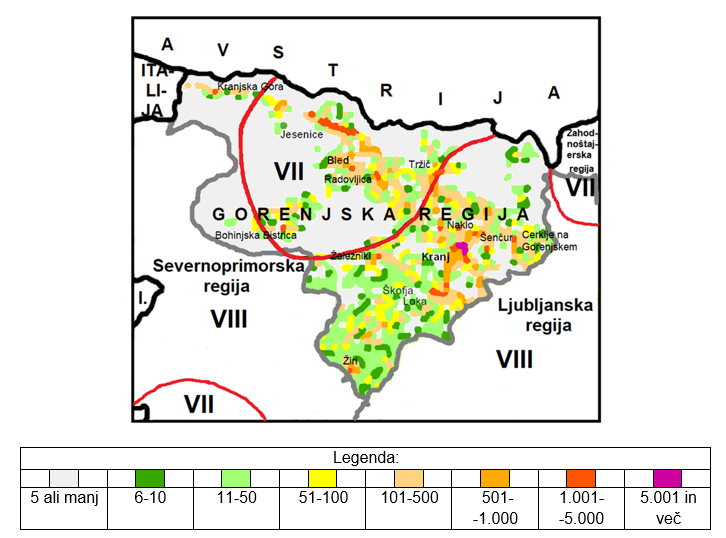 A V S T R I J A
ITA-
LI-
JA
Kranjska Gora
Jesenice
Zahod-
noštaj-
erska
regija
VII
Bled
VII
Radovljica
Tržič
GORENJSKA REGIJA
Bohinjska Bistrica
Naklo
Šenčur
Cerklje na
Gorenjskem
Železniki
Kranj
Severnoprimorska
regija
VIII
Škofja
Loka
I.
Ljubljanska
regija
VIII
Žiri
VII
Legenda:
5 ali manj
6-10
11-50
51-100
101-500
501-
-1.000
1.001-
-5.000
5.001 in
več